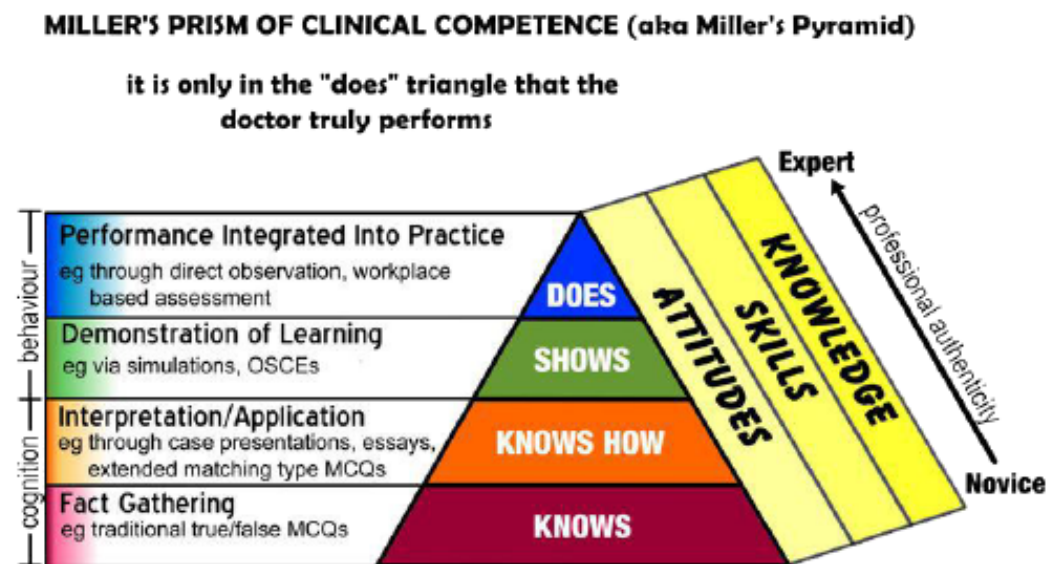 MILLER'S PRISM OF CLINICAL COMPETENCE (aka Miller's Pyramid)
it is only in the "does" triangle that the
doctor truly performs
Expert
professional authenticity
Novice
behaviour
cognition
Performance Integrated Into Practice
eg through direct observation, workplace
based assessment
DOES
Demonstration of Learning
eg via simulations, OSCEs
SHOWS
Interpretation/Application
eg through case presentations, essays,
extended matching type MCQs
KNOWS HOW
Fact Gathering
eg traditional true/false MCQs
KNOWS
ATTITUDES
SKILLS
KNOWLEDGE